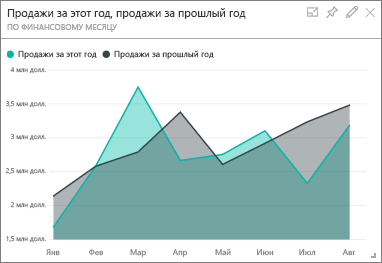 Продажи за этот год, продажи за прошлый год
ПО ФИНАНСОВОМУ МЕСЯЦУ
Продажи за этот год Продажи за прошлый год
4 млн долл.
3,5 млн долл.
3 млн долл.
2,5 млн долл.
2 млн долл.
1,5 млн долл.
Янв Фев Мар Апр Май Июн Июл Авг